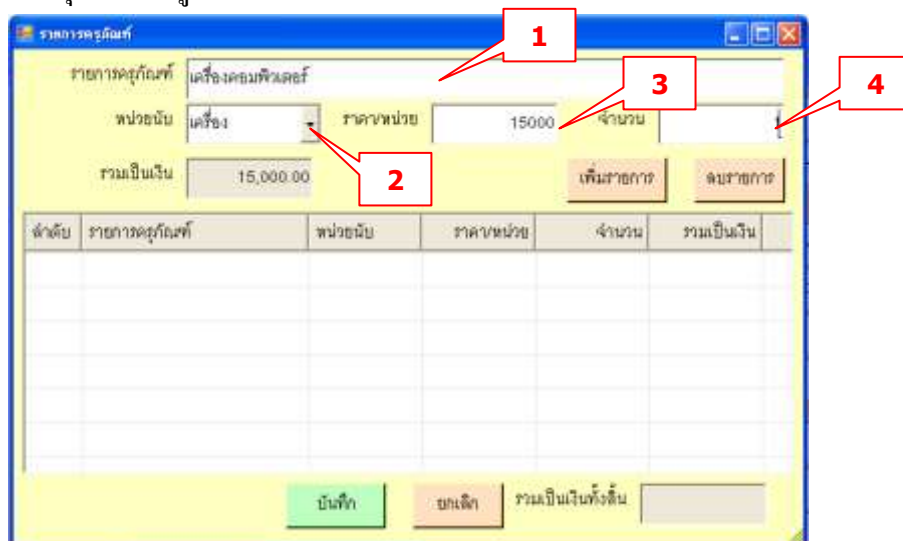 รายการครุภัณฑ์
1
รายการครุภัณฑ์ เครื่องคอมพิวเตอร์
3
4
หน่วยนับ เครื่อง ราคา/หน่วย 15000 จำนวน
รวมเป็นเงิน 15,000.00 2 เพิ่มรายการ ลบรายการ
ลำดับ รายการครุภัณฑ์ หน่วยนับ ราคา/หน่วย จำนวน รวมเป็นเงิน
บันทึก ยกเลิก รวมเป็นเงินทั้งสิ้น